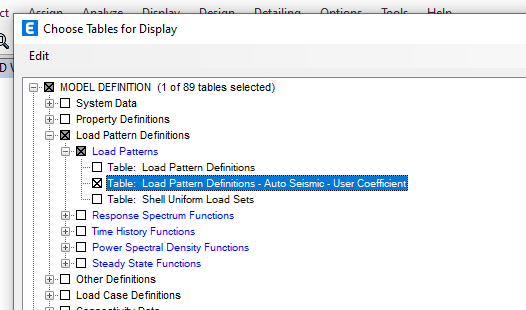 Assign Analyze Display Design Detailing Options Tools Help
E Choose Tables for Display
Edit
MODEL DEFINITION (1 of 89 tables selected)
System Data
Property Definitions
Load Pattern Definitions
Load Patterns
Table: Load Pattern Definitions
Table: Load Pattern Definitions - Auto Seismic - User Coefficient
Table: Shell Uniform Load Sets
Response Spectrum Functions
Time History Functions
Power Spectral Density Functions
Steady State Functions
Other Definitions
Load Case Definitions
Connectivity Data